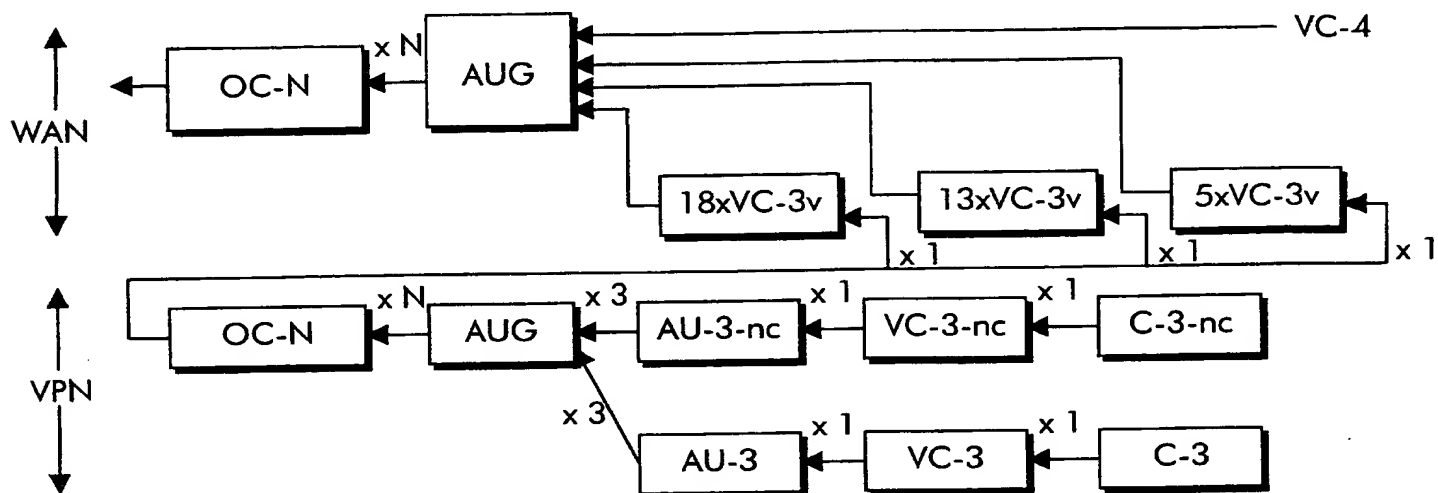 VC-4
x N
OC-N
AUG
WAN
18xVC-3v
13xVC-3v
5xVC-3v
x 1
x 1
x 1
x N
x 3
x 1
x 1
OC-N
AUG
AU-3-nc
VC-3-nc
C-3-nc
VPN
x 3
x 1
x 1
AU-3
VC-3
C-3